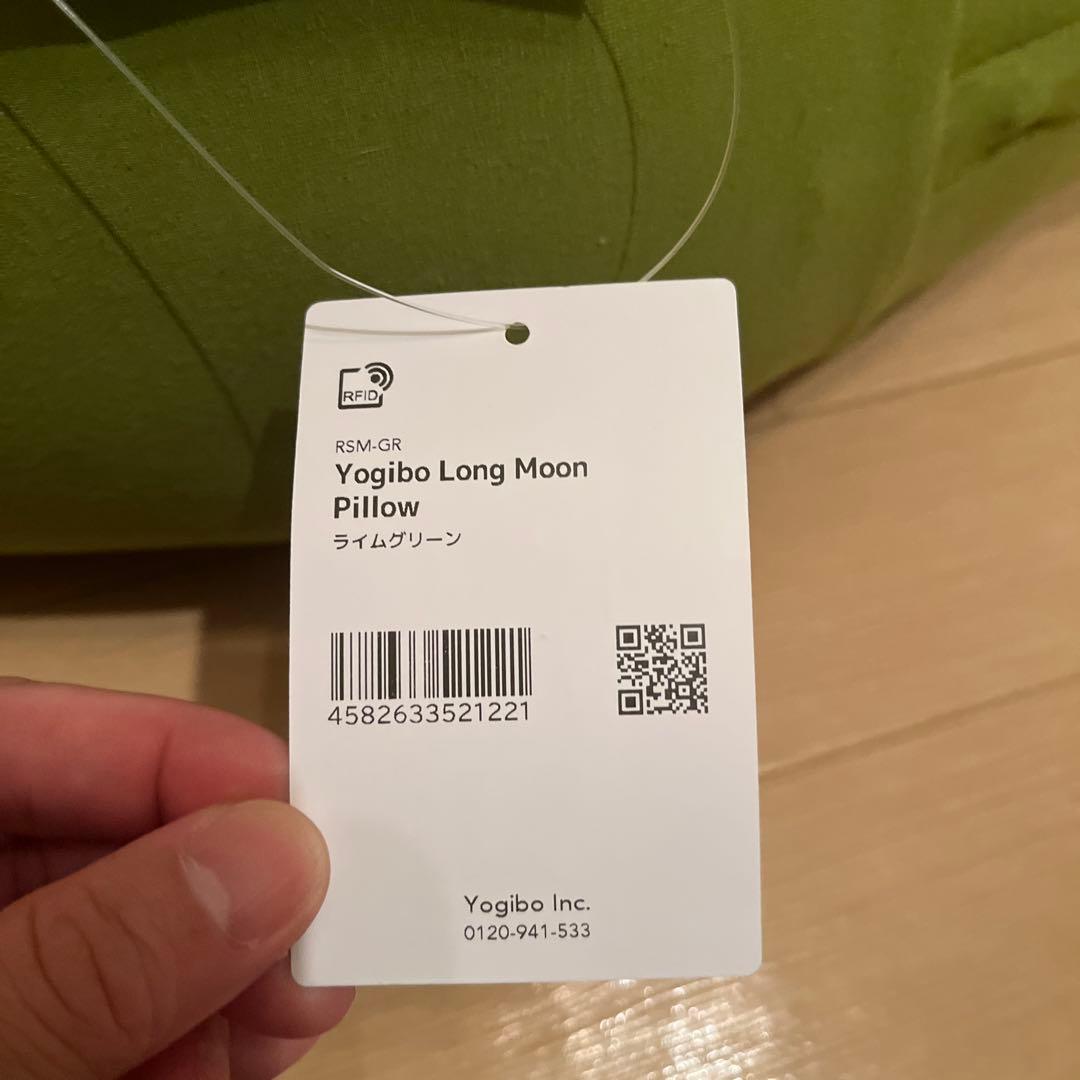 RFID
RSM-GR
Yogibo Long Moon
Pillow
ライムグリーン
4582633521221
Yogibo Inc.
0120-941-533